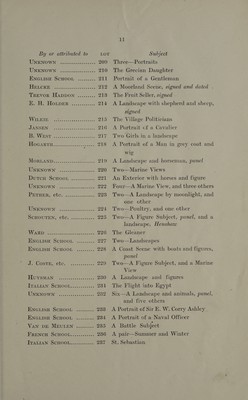 11
By or attributed to LOT Subject
UNKNOWN 209 Three—Portraits
UNKNOWN 210 The Grecian Daughter
ENGLISH SCHOOL 211 Portrait of a Gentleman
HELCKE 212 A Moorland Scene, signed and dated
TREVOR HADDON 213 The Fruit Seller, signed
E. H. HOLDER 214 A Landscape with shepherd and sheep, signed
WILKIE 215 The Village Politician
JANSEN 216 A Portrait of a Cavalier
B. WEST 217 Two Girls in a landscape
HOGARTH 218 A Portrait of a Man in grey coat and wig
MORLAND 219 A Landscape and horseman, panel
UNKNOWN 220 Two—Marine Views
DUTCH SCHOOL 221 An Exterior with horses and figure
UNKNOWN 222 Four—A Marine View, and three others
PETHER, etc. 223 Two—A Landscape by moonlight, and one other
UNKNOWN 224 Two—Poultry, and one other
SCHOUTEN, etc. 225 Two—A Figure Subject, panel, and a landscape, Henshaw
WARD 226 The Gleaner
ENGLISH SCHOOL 227 Two—Landscapes
ENGLISH SCHOOL 228 A Coast Scene with boats and figures, panel
J. COSSE, etc. 229 Two—A Figure Subject, and a Marine View
HUYSMAN 230 A Landscape and figures
ITALIAN SCHOOL 231 The Flight into Egypt
UNKNOWN 232 Six—A Landscape and animals, panel, and five others
ENGLISH SCHOOL 233 A Portrait of Sir E. W. Corry Astley
ENGLISH SCHOOL 234 A Portrait of a Naval Officer
VAN DE MEULEN 235 A Battle Subject
FRENCH SCHOOL 236 A pair—Summer and Winter
ITALIAN SCHOOL 237 St. Sebastian